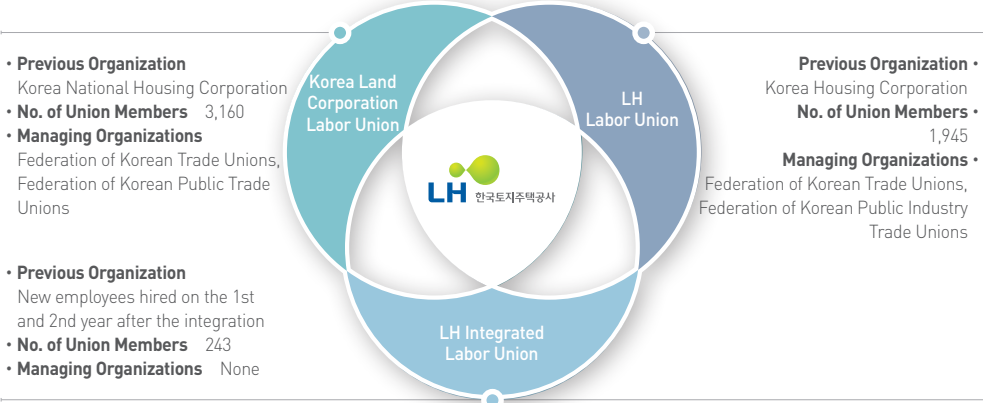 • Previous Organization
Korea National Housing Corporation
• No. of Union Members 3,160
• Managing Organizations
Federation of Korean Trade Unions,
Federation of Korean Public Trade
Unions
Korea Land
Corporation
Labor Union
LH
Labor Union
Previous Organization •
Korea Housing Corporation
No. of Union Members •
1,945
Managing Organizations •
Federation of Korean Trade Unions,
Federation of Korean Public Industry
Trade Unions
LH 한국토지주택공사
• Previous Organization
New employees hired on the 1st
and 2nd year after the integration
• No. of Union Members 243
• Managing Organizations None
LH Integrated
Labor Union